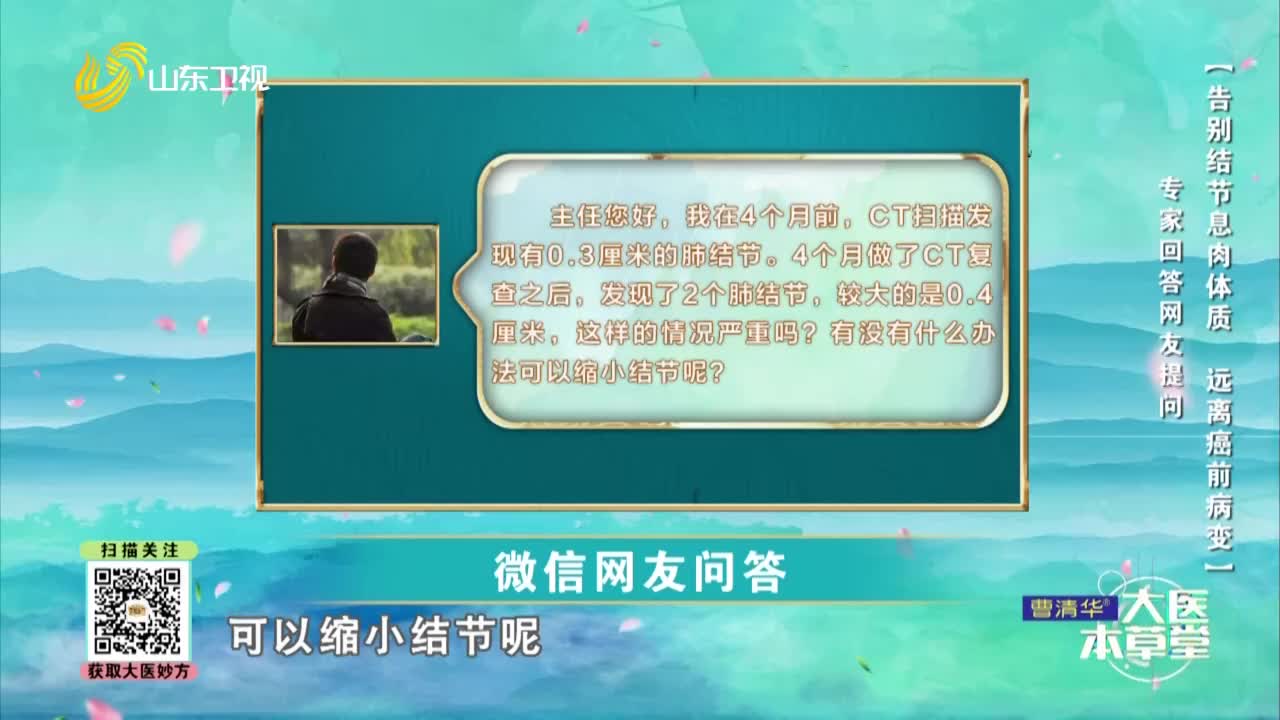 山东卫视
主任您好，我在4个月前，CT扫描发
现有0.3厘米的肺结节。4个月做了CT复
查之后，发现了2个肺结节，较大的是0.4
厘米，这样的情况严重吗？有没有什么办
法可以缩小结节呢？
【告别结节息肉体质 远离癌前病变】
专家回答网友提问
微信网友问答
扫描关注
获取大医妙方
可以缩小结节呢
曹清华®
大医
本草堂